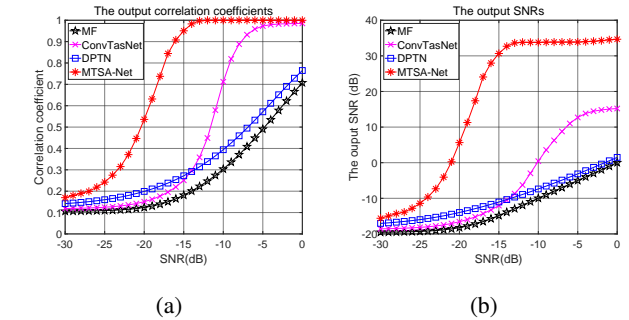 The output correlation coefficients
MF
ConvTasNet
DPTN
MTSA-Net
1
0.9
0.8
0.7
0.6
0.5
0.4
0.3
0.2
0.1
0
Correlation coefficient
-30 -25 -20 -15 -10 -5 0
SNR(dB)
(a)
The output SNRs
MF
ConvTasNet
DPTN
MTSA-Net
40
30
20
10
0
-10
-20
The ouput SNR (dB)
-30 -25 -20 -15 -10 -5 0
SNR(dB)
(b)